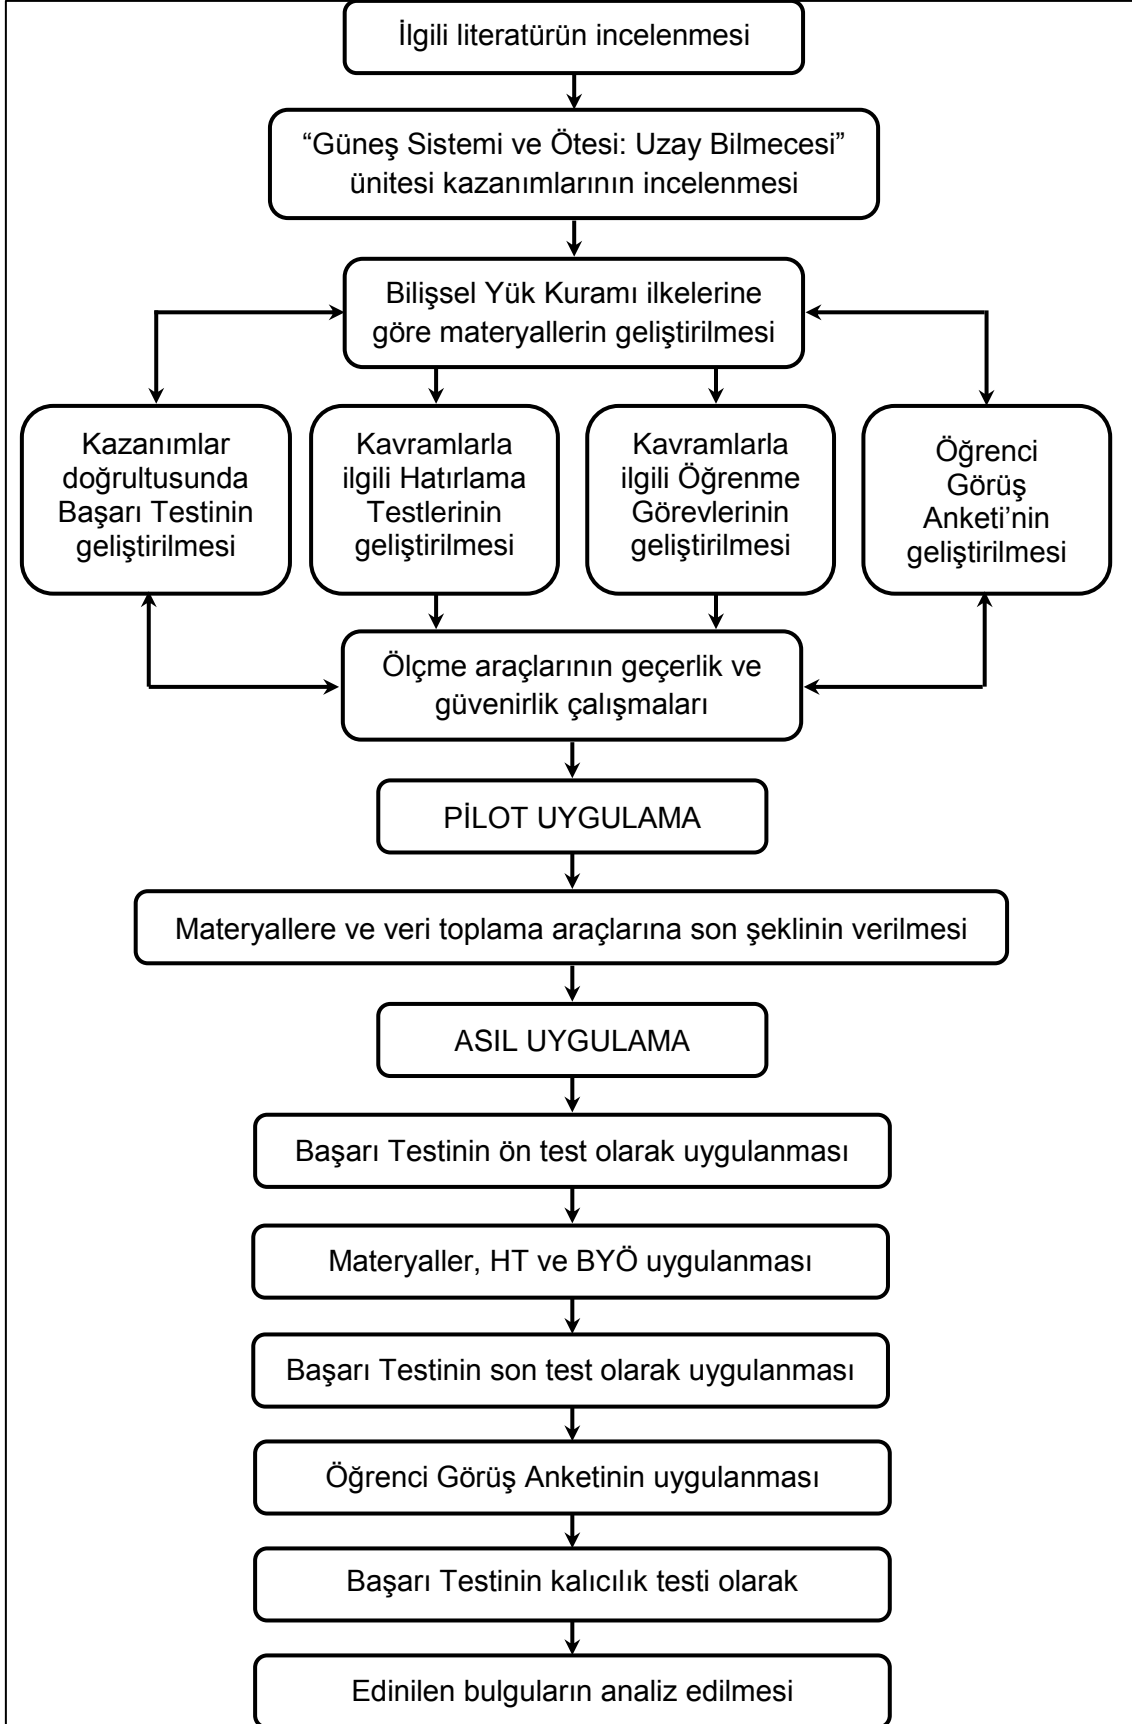 İlgili literatürün incelenmesi
“Güneş Sistemi ve Ötesi: Uzay Bilmecesi”
ünitesi kazanımlarının incelenmesi
Bilişsel Yük Kuramı ilkelerine
göre materyallerin geliştirilmesi
Kazanımlar
doğrultusunda
Başarı Testinin
geliştirilmesi
Kavramlarla
ilgili Hatırlama
Testlerinin
geliştirilmesi
Kavramlarla
ilgili Öğrenme
Görevlerinin
geliştirilmesi
Öğrenci
Görüş
Anketi’nin
geliştirilmesi
Ölçme araçlarının geçerlik ve
güvenirlik çalışmaları
PİLOT UYGULAMA
Materyallere ve veri toplama araçlarına son şeklinin verilmesi
ASIL UYGULAMA
Başarı Testinin ön test olarak uygulanması
Materyaller, HT ve BYÖ uygulanması
Başarı Testinin son test olarak uygulanması
Öğrenci Görüş Anketinin uygulanması
Başarı Testinin kalıcılık testi olarak
Edinilen bulguların analiz edilmesi